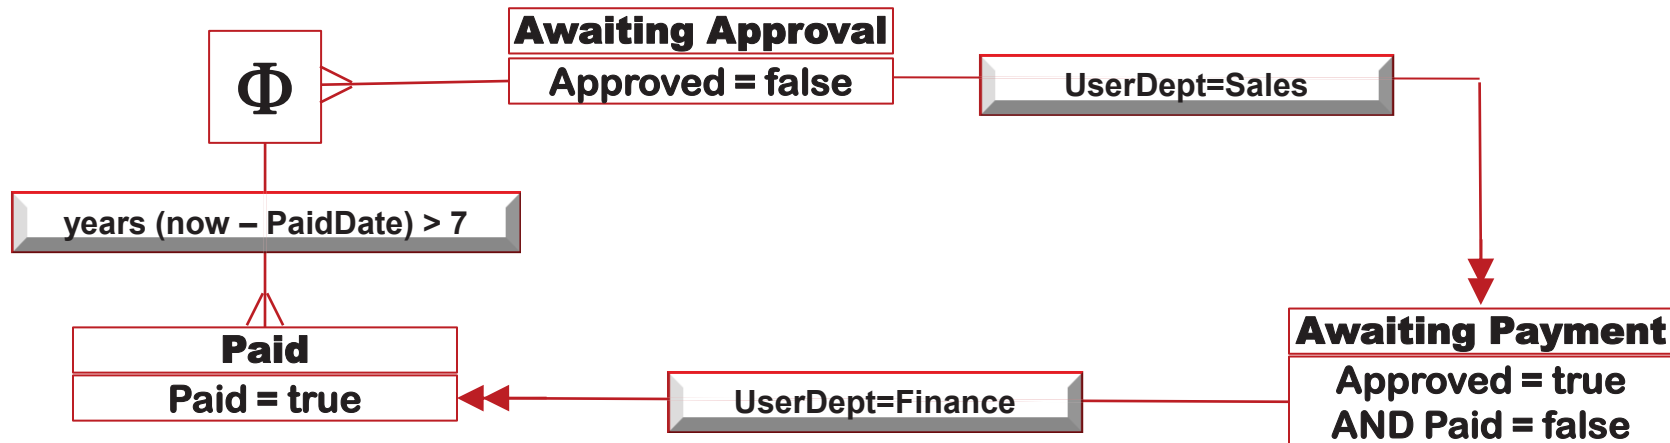 Φ
Awaiting Approval
Approved = false
UserDept=Sales
years (now – PaidDate) > 7
Paid
Paid = true
UserDept=Finance
Awaiting Payment
Approved = true
AND Paid = false